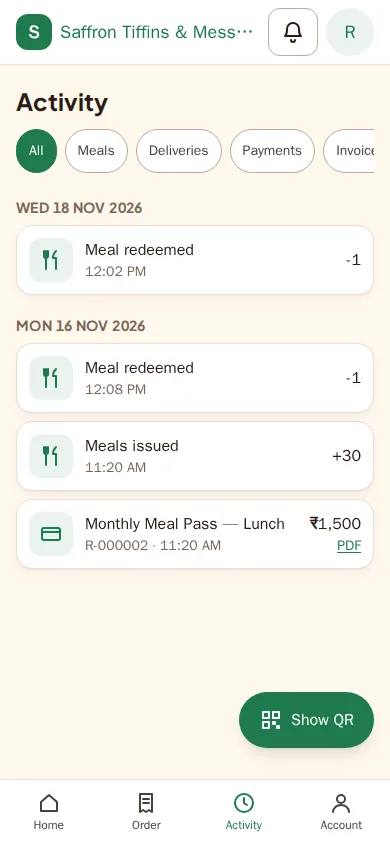 S Saffron Tiffins & Mess··· R
Activity
All Meals Deliveries Payments Invoice
WED 18 NOV 2026
Meal redeemed -1
12:02 PM
MON 16 NOV 2026
Meal redeemed -1
12:08 PM
Meals issued +30
11:20 AM
Monthly Meal Pass — Lunch ₹1,500
R-000002 · 11:20 AM PDF
Show QR
Home Order Activity Account